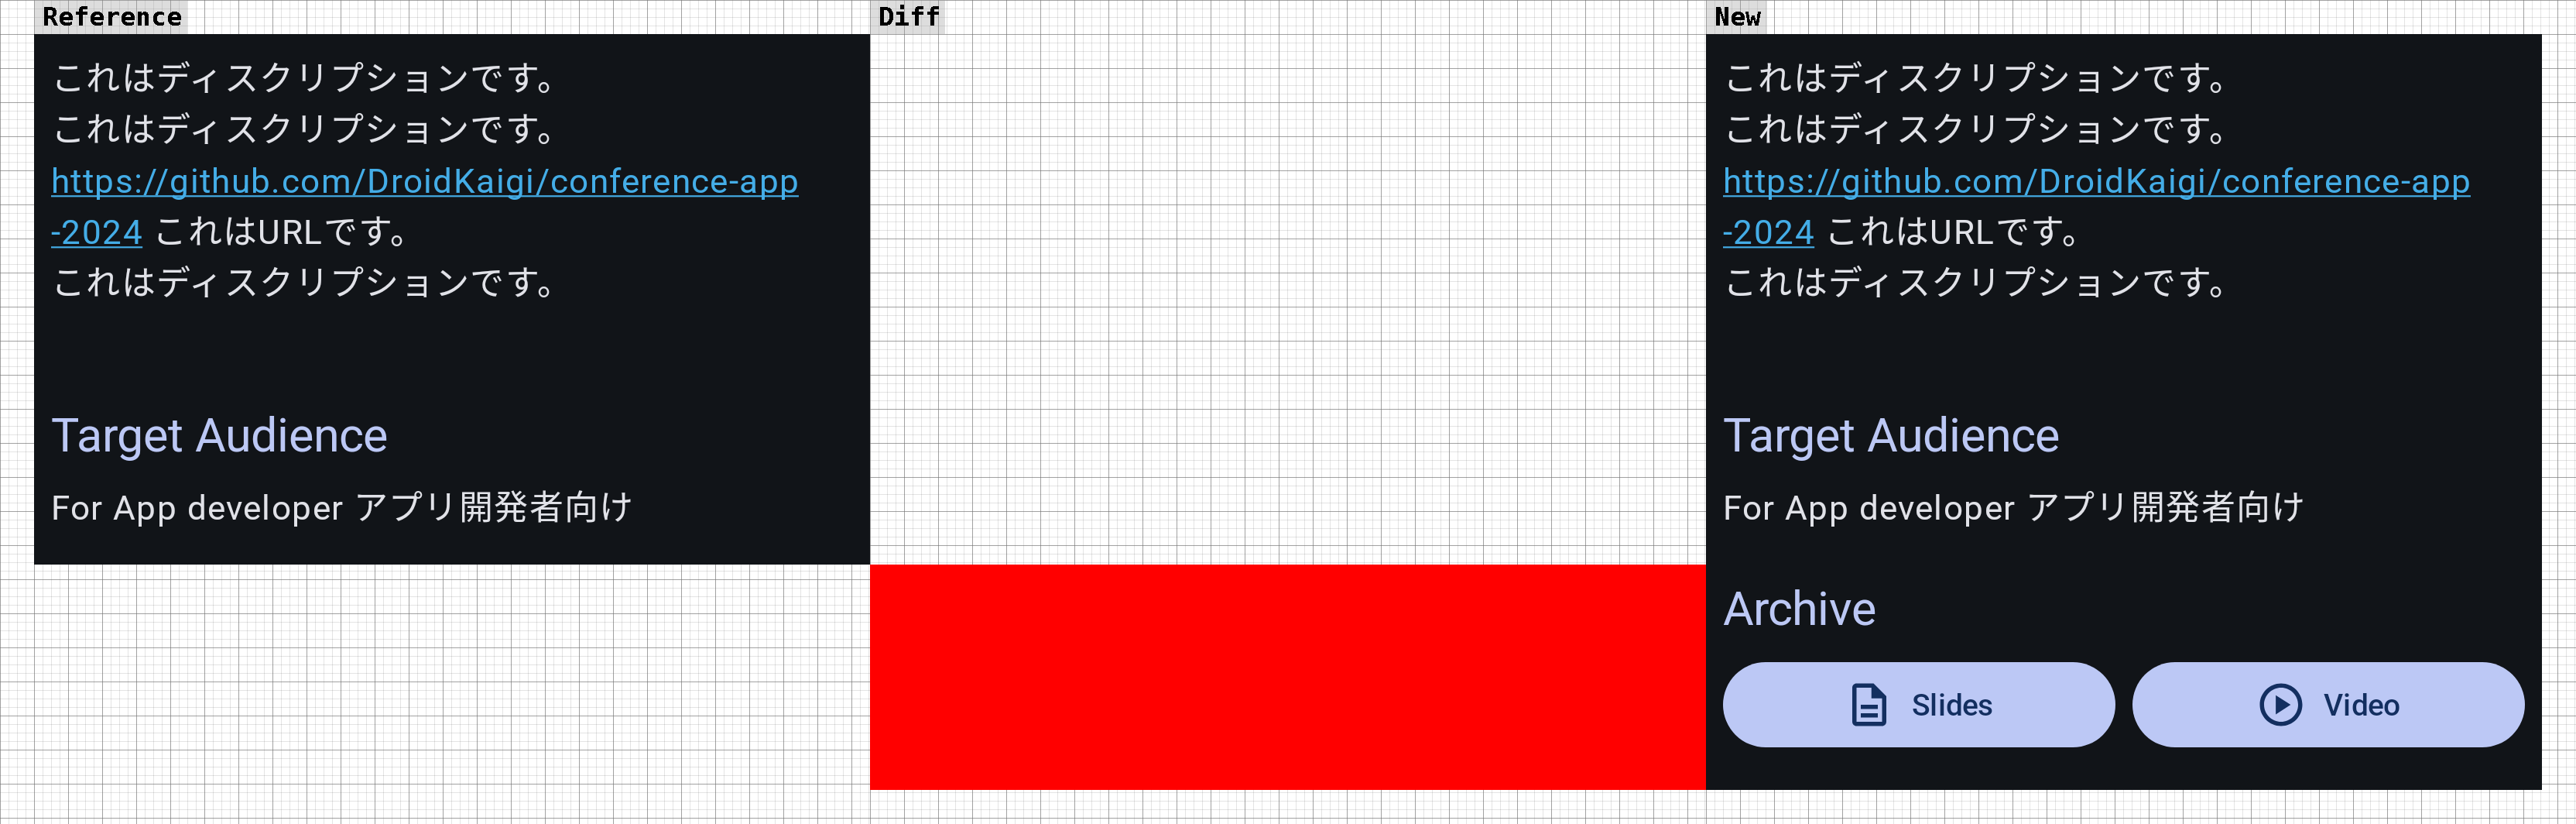 Reference
これはディスクリプションです。
これはディスクリプションです。
https://github.com/DroidKaigi/conference-app
-2024 これはURLです。
これはディスクリプションです。
Target Audience
For App developer アプリ開発者向け
Diff
New
これはディスクリプションです。
これはディスクリプションです。
https://github.com/DroidKaigi/conference-app
-2024 これはURLです。
これはディスクリプションです。
Target Audience
For App developer アプリ開発者向け
Archive
Slides
Video